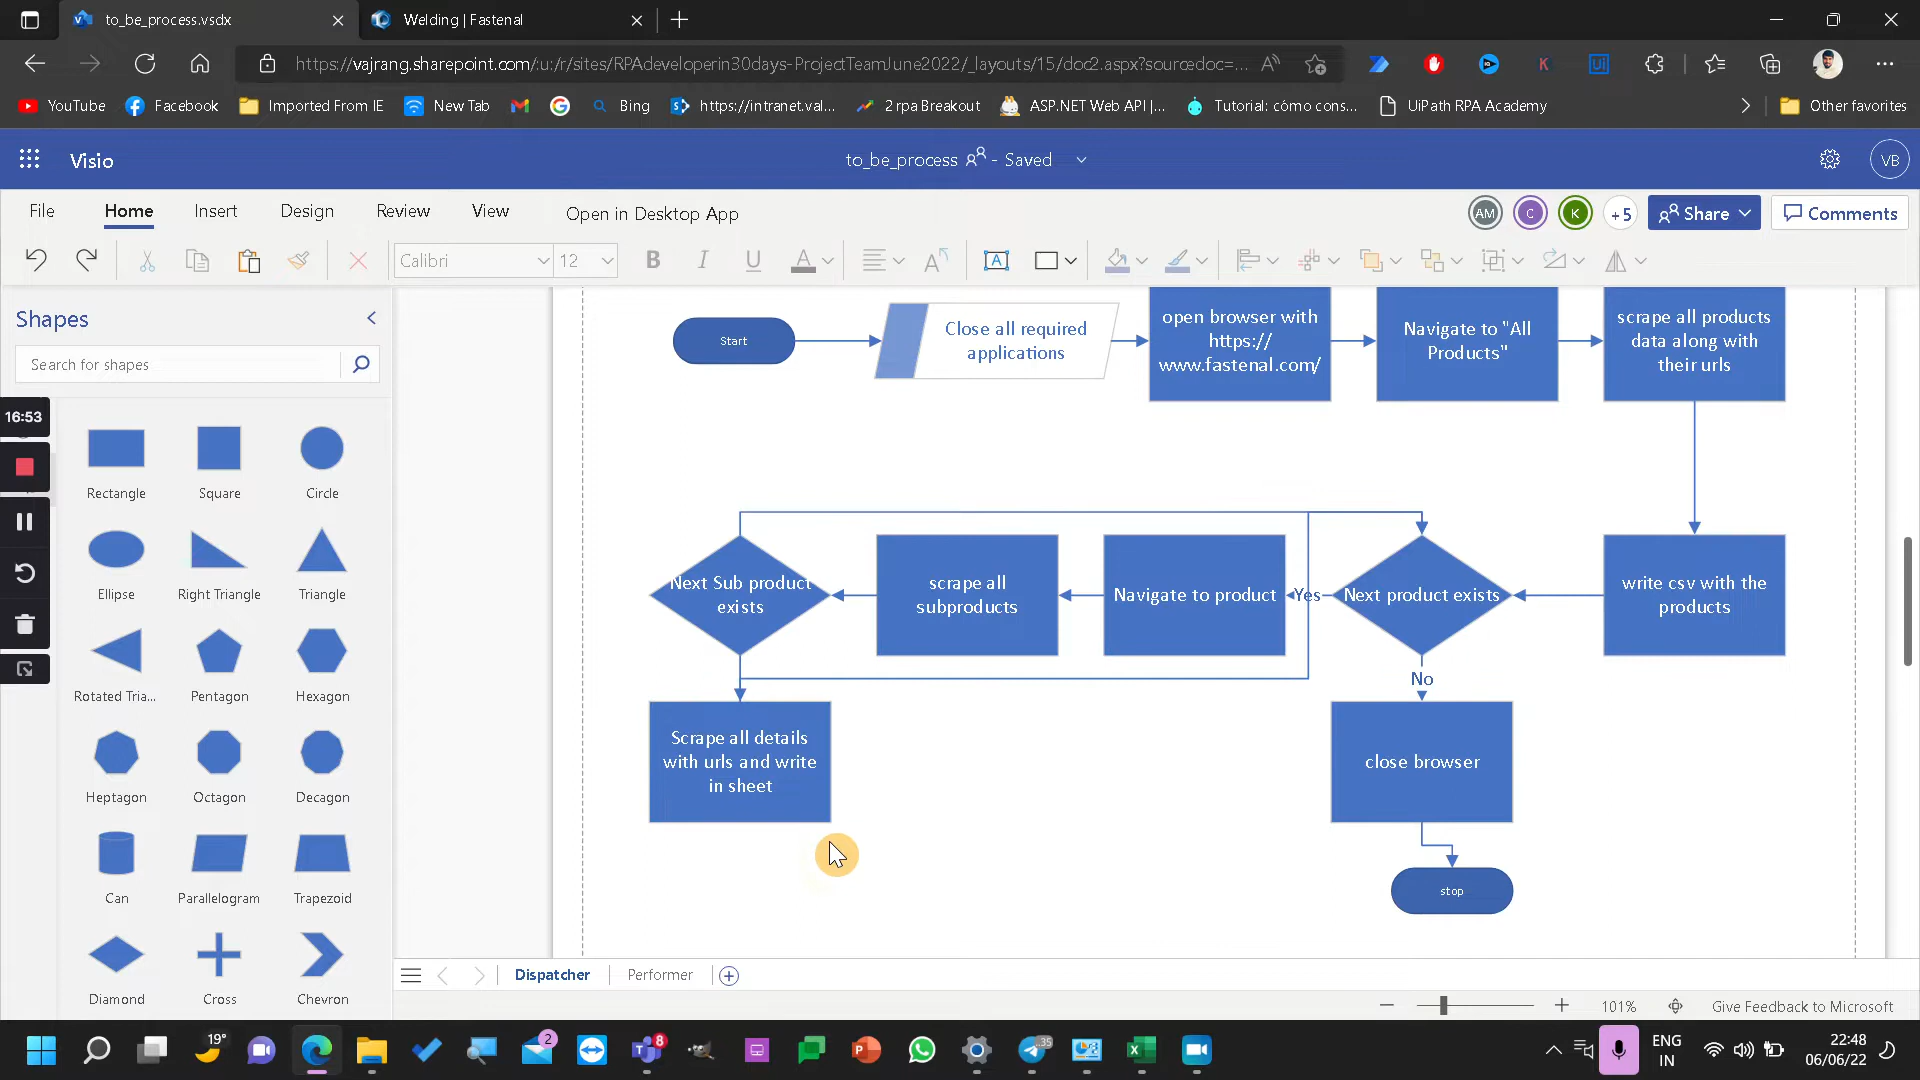 to_be_process.vsdx
Welding | Fastenal
https://vajrang.sharepoint.com/:u:/r/sites/RPAdeveloperin30days-ProjectTeamJune2022/_layouts/15/doc2.aspx?sourcedoc=...
YouTube
Facebook
Imported From IE
New Tab
Bing
https://intranet.val...
2 rpa Breakout
ASP.NET Web API |...
Tutorial: cómo cons...
UiPath RPA Academy
Other favorites
Visio
to_be_process - Saved
VB
File
Home
Insert
Design
Review
View
Open in Desktop App
AM
C
K
+5
Share
Comments
Calibri
12
B
I
U
A
A
A
Shapes
Search for shapes
16:53
Rectangle
Square
Circle
Ellipse
Right Triangle
Triangle
Rotated Tria...
Pentagon
Hexagon
Heptagon
Octagon
Decagon
Can
Parallelogram
Trapezoid
Diamond
Cross
Chevron
Start
Close all required
applications
open browser with
https://
www.fastenal.com/
Navigate to "All
Products"
scrape all products
data along with
their urls
Next Sub product
exists
scrape all
subproducts
Navigate to product
Yes
Next product exists
write csv with the
products
No
Scrape all details
with urls and write
in sheet
close browser
stop
Dispatcher
Performer
101%
Give Feedback to Microsoft
19°
2
8
35
ENG
IN
22:48
06/06/22